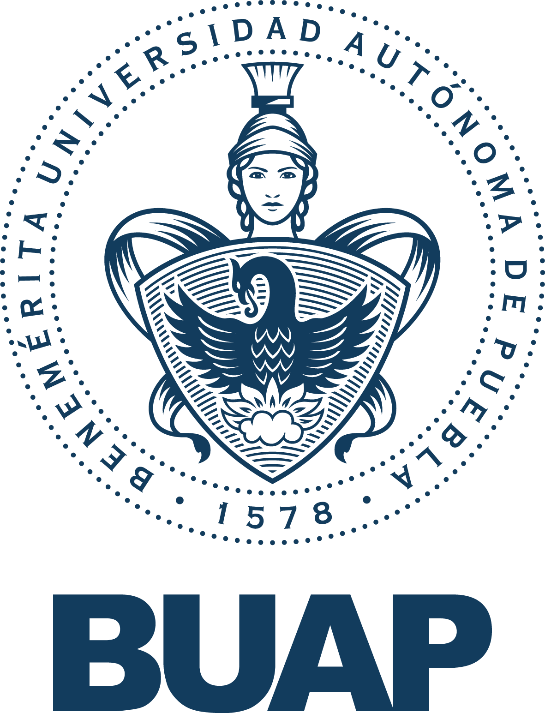 BENEMÉRITA UNIVERSIDAD AUTÓNOMA DE PUEBLA
• 1578 •
BUAP